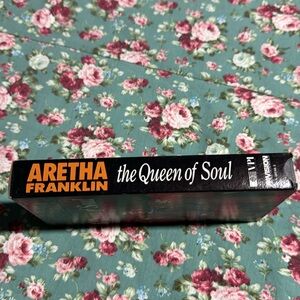 ARETHA
FRANKLIN
the Queen of Soul